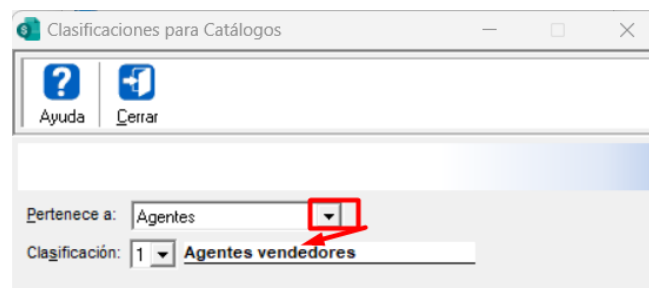 Clasificaciones para Catálogos
Ayuda Cerrar
Pertenece a: Agentes
Clasificación: 1 Agentes vendedores